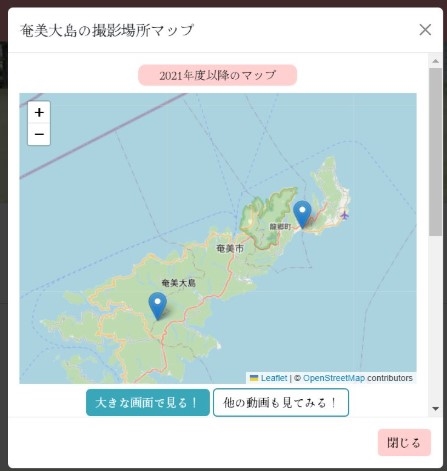 奄美大島の撮影場所マップ
2021年度以降のマップ
+
−
龍郷町
奄美市
奄美大島
Leaflet | © OpenStreetMap contributors
大きな画面で見る！
他の動画も見てみる！
閉じる